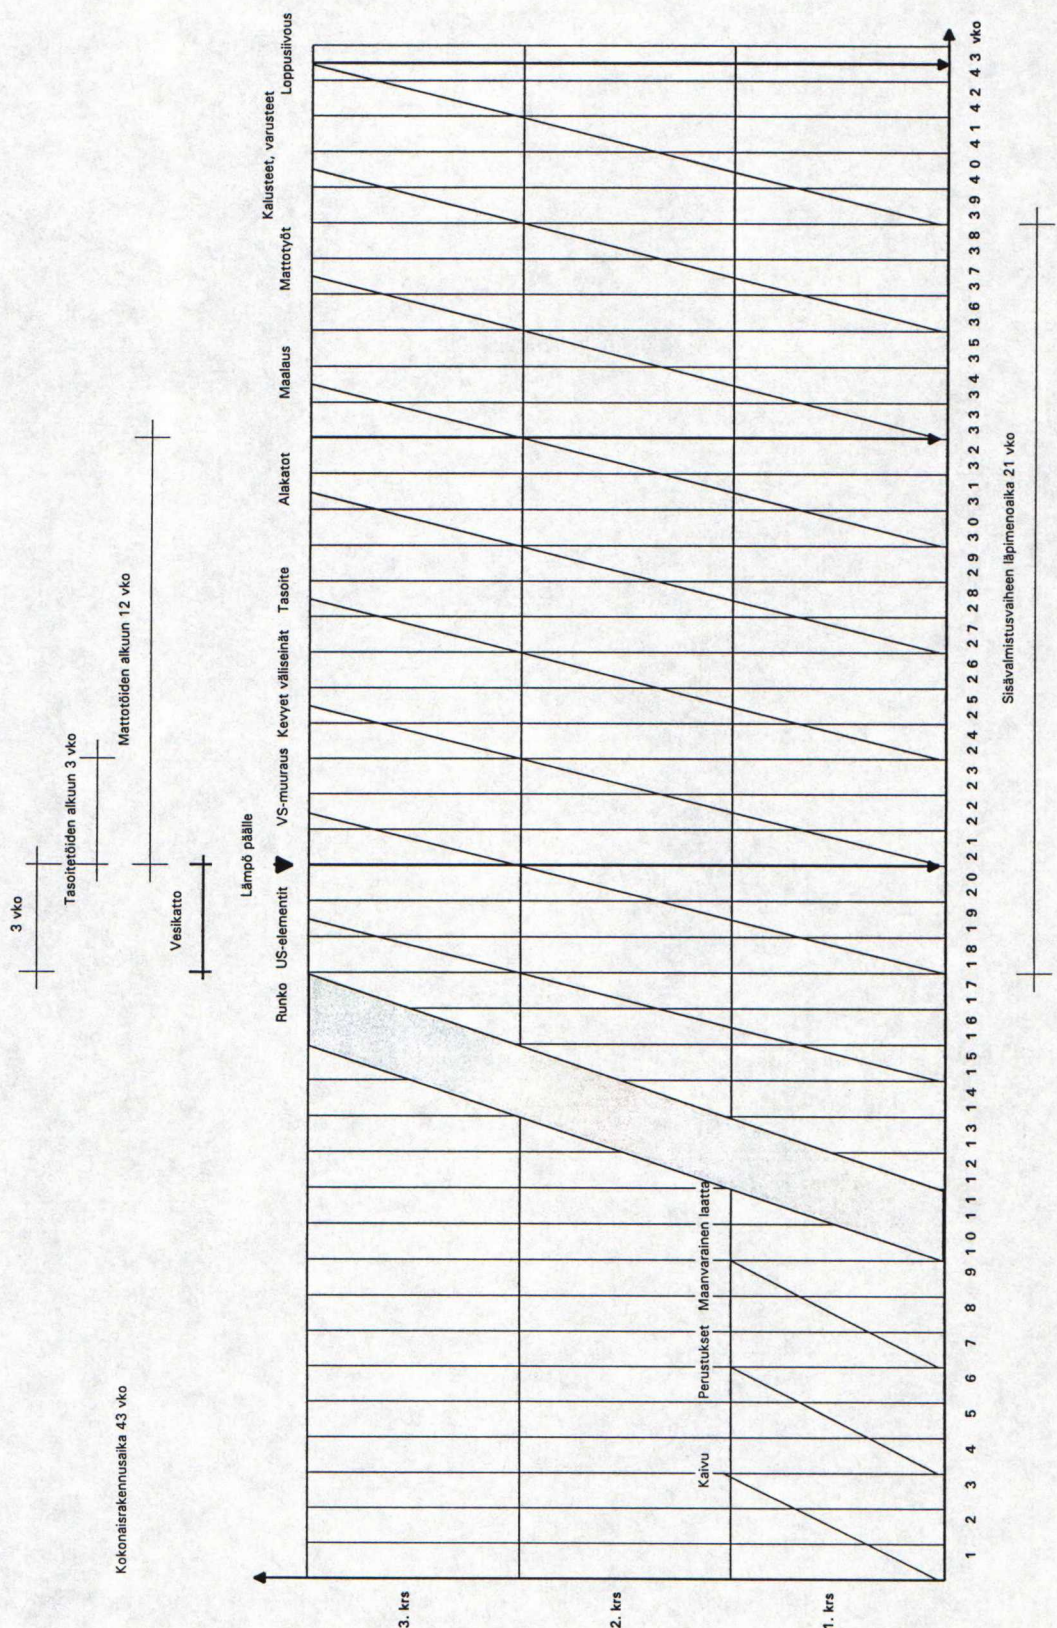 Kokonaisrakennusaika 43 vko
3 vko
Tasoitetöiden alkuun 3 vko
Mattotöiden alkuun 12 vko
Vesikatto
Lämpö päälle
Runko
US-elementit
VS-muuraus
Kevyet väliseinät
Tasoite
Alakatot
Maalaus
Mattotyöt
Kalusteet, varusteet
Loppusiivous
3. krs
2. krs
1. krs
Kaivu
Perustukset
Maanvarainen laatta
1 2 3 4 5 6 7 8 9 10 11 12 13 14 15 16 17 18 19 20 21 22 23 24 25 26 27 28 29 30 31 32 33 34 35 36 37 38 39 40 41 42 43 vko
Sisävalmistusvaiheen läpimenoaika 21 vko